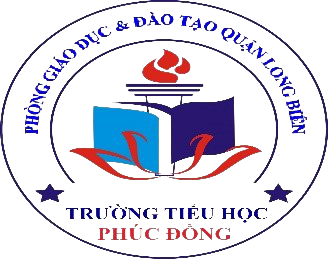 PHÒNG GIÁO DỤC & ĐÀO TẠO QUẬN LONG BIÊN
TRƯỜNG TIỂU HỌC
PHÚC ĐỒNG